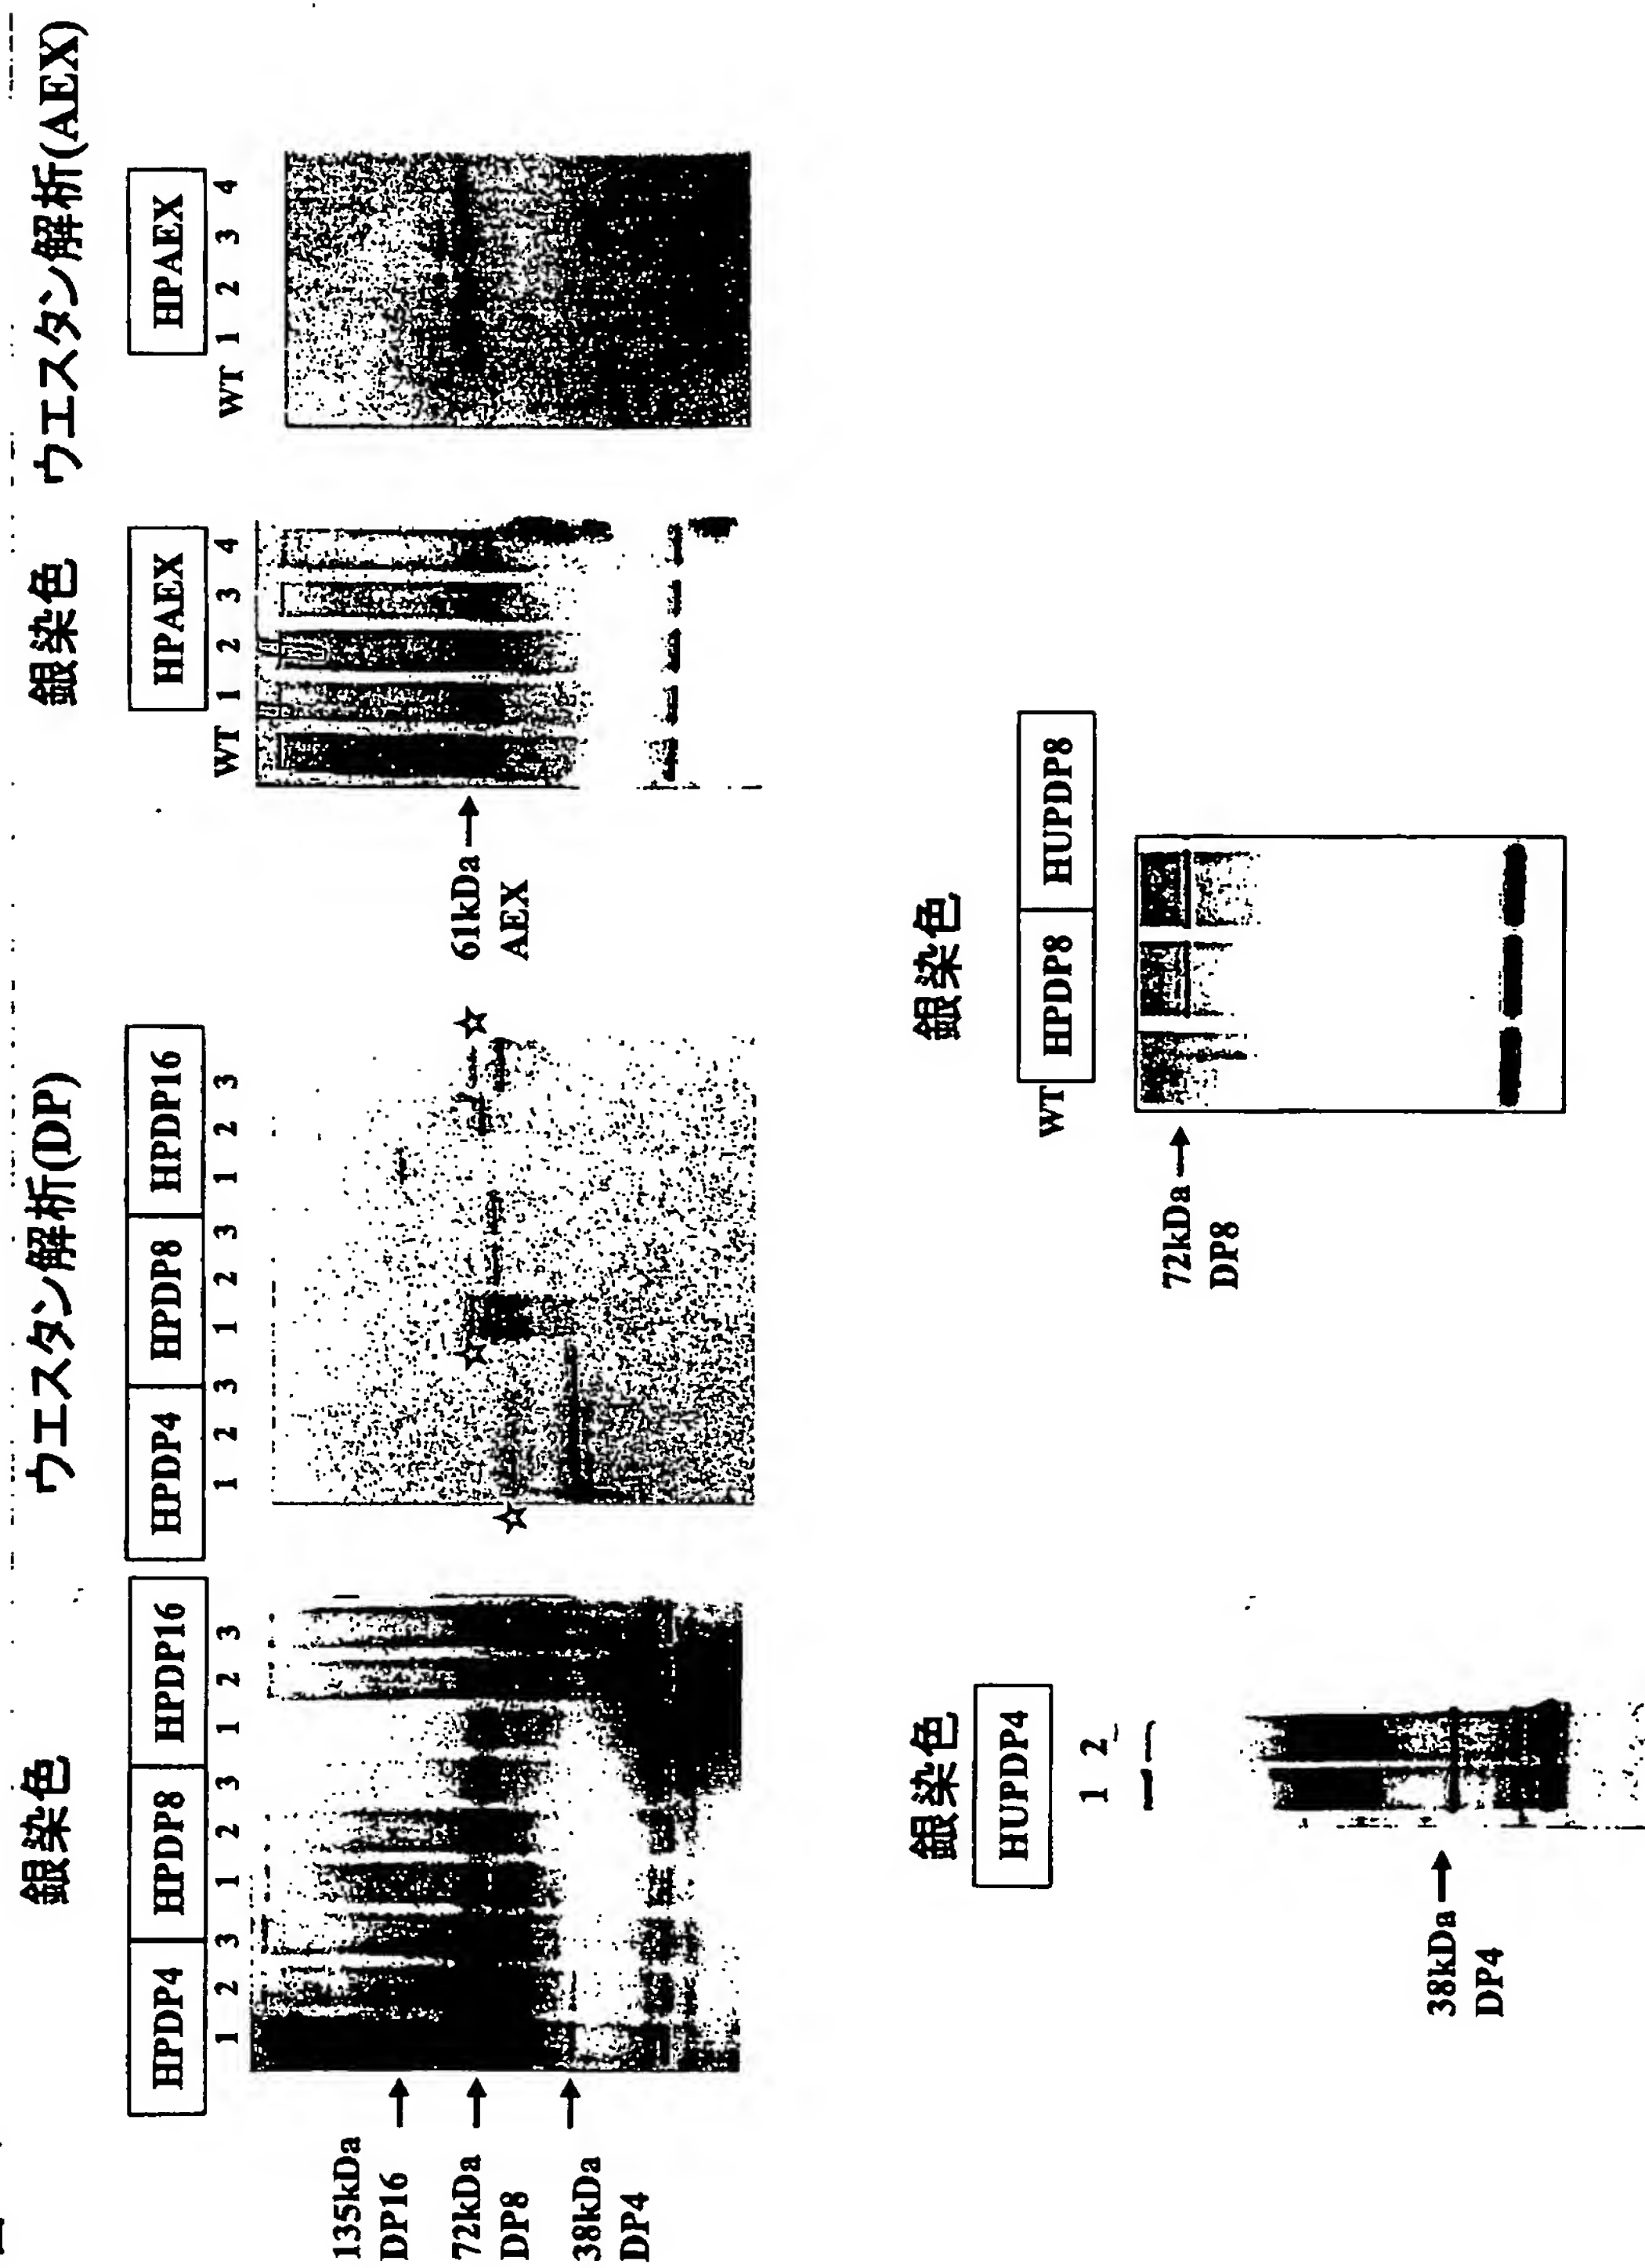 銀染色 ウエスタン解析(DP) 銀染色 ウエスタン解析(AEX)
HPDP4 HPDP8 HPDP16 HPDP4 HPDP8 HPDP16 HPAEX HPAEX
1 2 3 1 2 3 1 2 3 1 2 3 1 2 3 1 2 3 WT 1 2 3 4 WT 1 2 3 4
135kDa →
DP16
72kDa →
DP8
38kDa →
DP4
☆ ☆ ☆
61kDa →
AEX
銀染色
HUPDP4
1 2
38kDa →
DP4
銀染色
WT HPDP8 HUPDP8
72kDa →
DP8